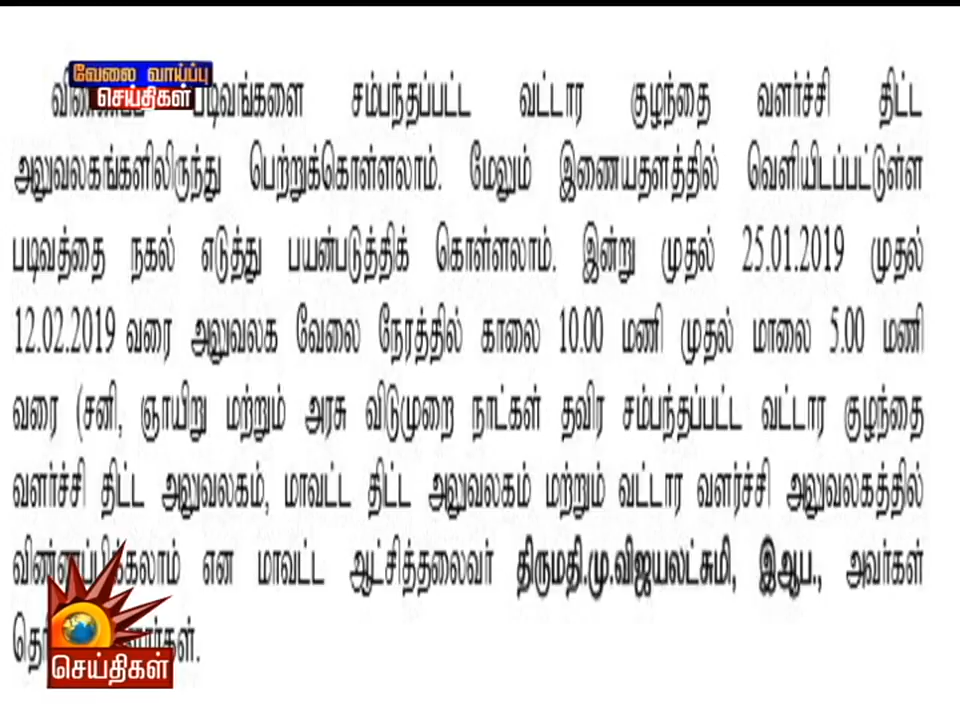 வேலை வாய்ப்பு
செய்திகள்
படிவங்களை சம்பந்தப்பட்ட வட்டார குழந்தை வளர்ச்சி திட்ட
அலுவலகங்களிலிருந்து பெற்றுக்கொள்ளலாம். மேலும் இணையதளத்தில் வெளியிடப்பட்டுள்ள
படிவத்தை நகல் எடுத்து பயன்படுத்திக் கொள்ளலாம். இன்று முதல் 25.01.2019 முதல்
12.02.2019 வரை அலுவலக வேலை நேரத்தில் காலை 10.00 மணி முதல் மாலை 5.00 மணி
வரை (சனி, ஞாயிறு மற்றும் அரசு விடுமுறை நாட்கள் தவிர சம்பந்தப்பட்ட வட்டார குழந்தை
வளர்ச்சி திட்ட அலுவலகம், மாவட்ட திட்ட அலுவலகம் மற்றும் வட்டார வளர்ச்சி அலுவலகத்தில்
விண்ணப்பிக்கலாம் என மாவட்ட ஆட்சித்தலைவர் திருமதி.மு.விஜயலட்சுமி, இஆப., அவர்கள்
செய்திகள்